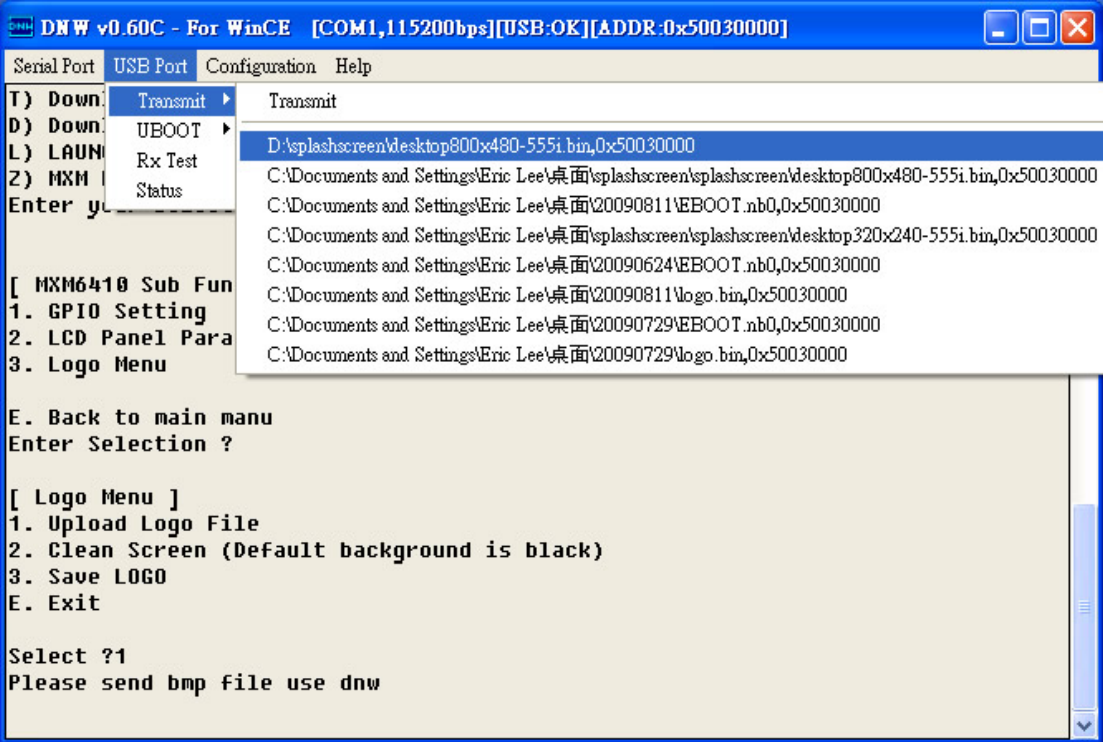 DNW v0.60C - For WinCE [COM1,115200bps][USB:OK][ADDR:0x50030000]
Serial Port USB Port Configuration Help
Transmit
UBOOT
Rx Test
Status
Transmit
D:\splashscreen\desktop800x480-555i.bin,0x50030000
C:\Documents and Settings\Eric Lee\桌面\splashscreen\splashscreen\desktop800x480-555i.bin,0x50030000
C:\Documents and Settings\Eric Lee\桌面\20090811\EBOOT.nb0,0x50030000
C:\Documents and Settings\Eric Lee\桌面\splashscreen\splashscreen\desktop320x240-555i.bin,0x50030000
C:\Documents and Settings\Eric Lee\桌面\20090624\EBOOT.nb0,0x50030000
C:\Documents and Settings\Eric Lee\桌面\20090811\logo.bin,0x50030000
C:\Documents and Settings\Eric Lee\桌面\20090729\EBOOT.nb0,0x50030000
C:\Documents and Settings\Eric Lee\桌面\20090729\logo.bin,0x50030000
T) Down
D) Down
L) LAUN
Z) MXM
Enter
[ MXM6410 Sub Fun
1. GPIO Setting
2. LCD Panel Para
3. Logo Menu
E. Back to main manu
Enter Selection ?
[ Logo Menu ]
1. Upload Logo File
2. Clean Screen (Default background is black)
3. Save LOGO
E. Exit
Select ?1
Please send bmp file use dnw